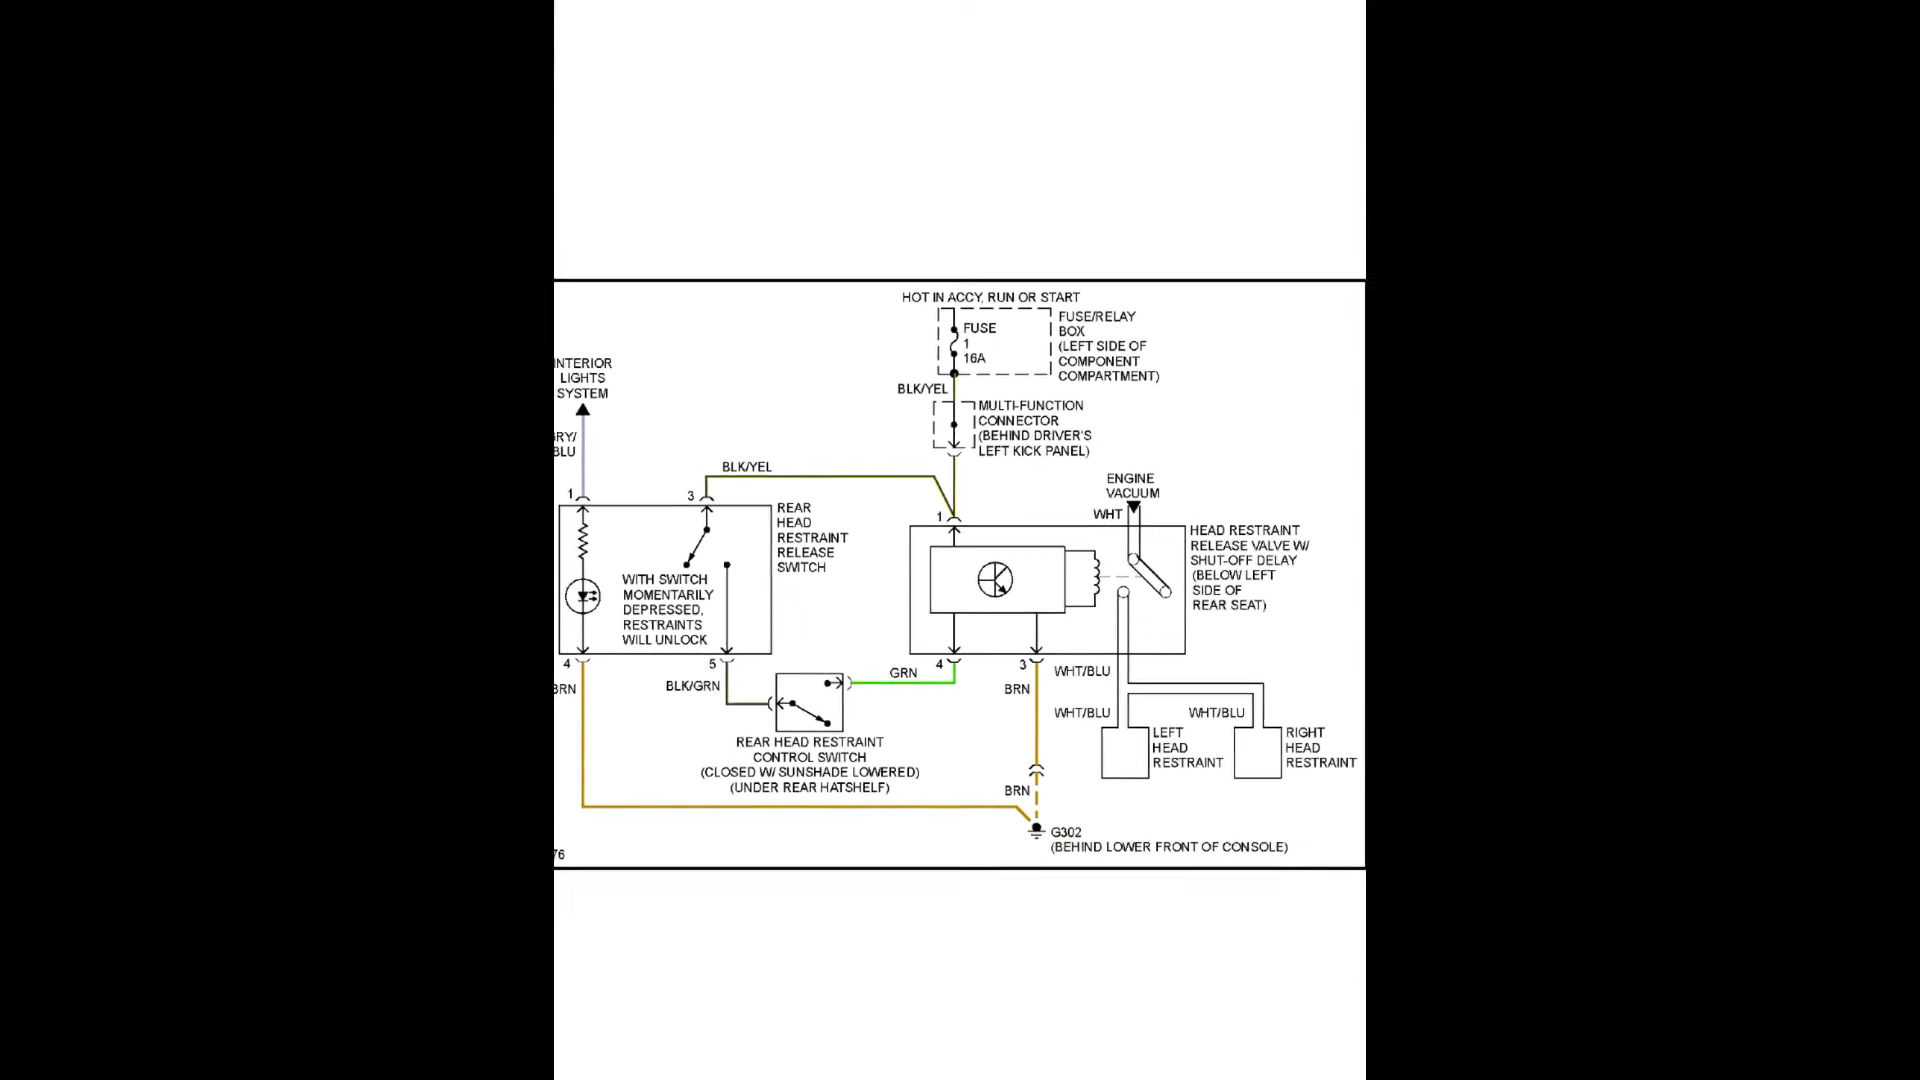 HOT IN ACCY, RUN OR START
FUSE
1
16A
FUSE/RELAY
BOX
(LEFT SIDE OF
COMPONENT
COMPARTMENT)
BLK/YEL
MULTI-FUNCTION
CONNECTOR
(BEHIND DRIVER'S
LEFT KICK PANEL)
INTERIOR
LIGHTS
SYSTEM
RY/
BLU
BLK/YEL
1
3
REAR
HEAD
RESTRAINT
RELEASE
SWITCH
WITH SWITCH
MOMENTARILY
DEPRESSED,
RESTRAINTS
WILL UNLOCK
1
ENGINE
VACUUM
WHT
HEAD RESTRAINT
RELEASE VALVE W/
SHUT-OFF DELAY
(BELOW LEFT
SIDE OF
REAR SEAT)
4
5
4
3
BRN
BLK/GRN
GRN
BRN
WHT/BLU
WHT/BLU
WHT/BLU
REAR HEAD RESTRAINT
CONTROL SWITCH
(CLOSED W/ SUNSHADE LOWERED)
(UNDER REAR HATSHELF)
LEFT
HEAD
RESTRAINT
RIGHT
HEAD
RESTRAINT
BRN
G302
(BEHIND LOWER FRONT OF CONSOLE)
76